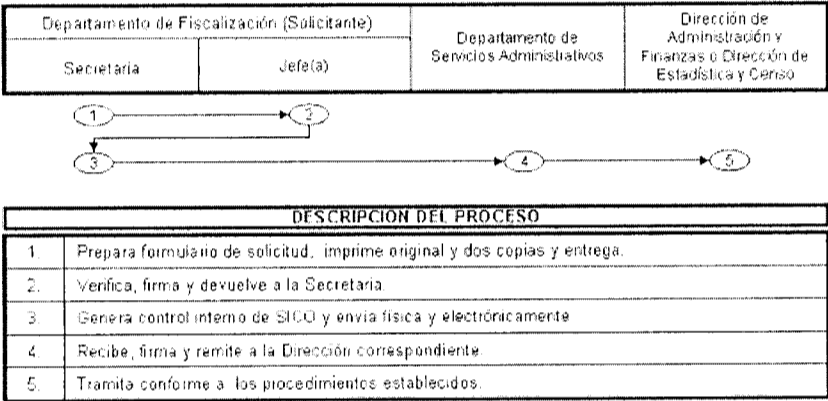 Departamento de Fiscalización (Solicitante)
Secretaria
Jefe(a)
Departamento de
Servicios Administrativos
Dirección de
Administración y
Finanzas o Dirección de
Estadística y Censo
1
2
3
4
5
DESCRIPCION DEL PROCESO
1. Prepara formulario de solicitud, imprime original y dos copias y entrega.
2. Verifica, firma y devuelve a la Secretaria.
3. Genera control interno de SICO y envía física y electrónicamente
4. Recibe, firma y remite a la Dirección correspondiente.
5. Tramita conforme a los procedimientos establecidos.